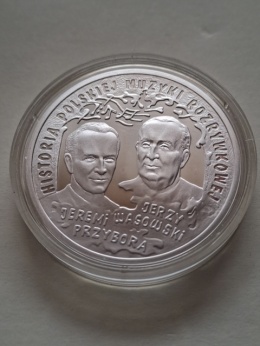 HISTORIA POLSKIEJ MUZYKI ROZRYWKOWEJ
JERZY
WASOWSKI
JEREMI
PRZYBORA